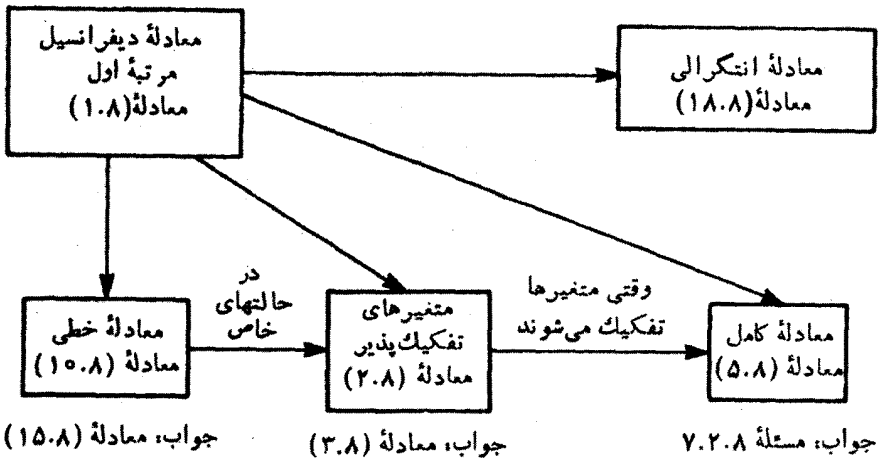 معادلهٔ دیفرانسیل
مرتبهٔ اول
معادلهٔ (۱.۸)
معادلهٔ انتگرالی
معادلهٔ (۱۸.۸)
معادلهٔ خطی
معادلهٔ (۱۰.۸)
در
حالتهای
خاص
متغیرهای
تفکیك‌پذیر
معادلهٔ (۲.۸)
وقتی متغیرها
تفکیك می‌شوند
معادلهٔ کامل
معادلهٔ (۵.۸)
جواب، معادلهٔ (۱۵.۸)
جواب، معادلهٔ (۳.۸)
جواب، مسئلهٔ ۷.۲.۸